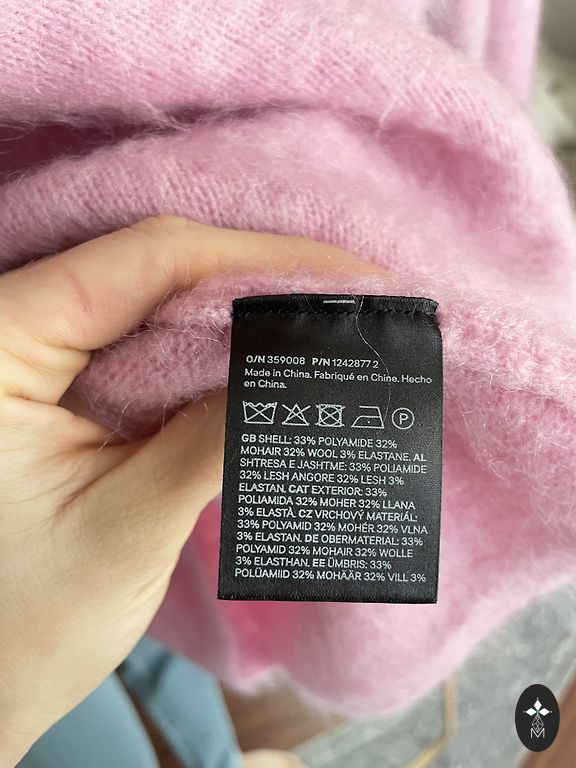 O/N 359008 P/N 1242877 2
Made in China. Fabriqué en Chine. Hecho
en China.
P
GB SHELL: 33% POLYAMIDE 32%
MOHAIR 32% WOOL 3% ELASTANE. AL
SHTRESA E JASHTME: 33% POLIAMIDE
32% LESH ANGORE 32% LESH 3%
ELASTAN. CAT EXTERIOR: 33%
POLIAMIDA 32% MOHER 32% LLANA
3% ELASTÀ. CZ VRCHOVÝ MATERIÁL:
33% POLYAMID 32% MOHÉR 32% VLNA
3% ELASTAN. DE OBERMATERIAL: 33%
POLYAMID 32% MOHAIR 32% WOLLE
3% ELASTHAN. EE ÜMBRIS: 33%
POLÜAMIID 32% MOHÄÄR 32% VILL 3%
M